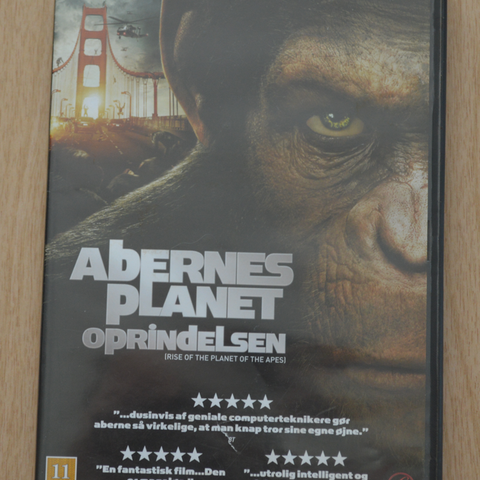 ABERNES
PLANET
OPRINDELSEN
(RISE OF THE PLANET OF THE APES)
"...dusinvis af geniale computerteknikere gør
aberne så virkelige, at man knap tror sine egne øjne."
BT
11
"En fantastisk film...Den
"...utrolig intelligent og